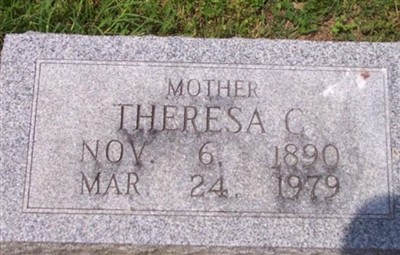 MOTHER
THERESA C.
NOV. 6, 1890
MAR. 24, 1979